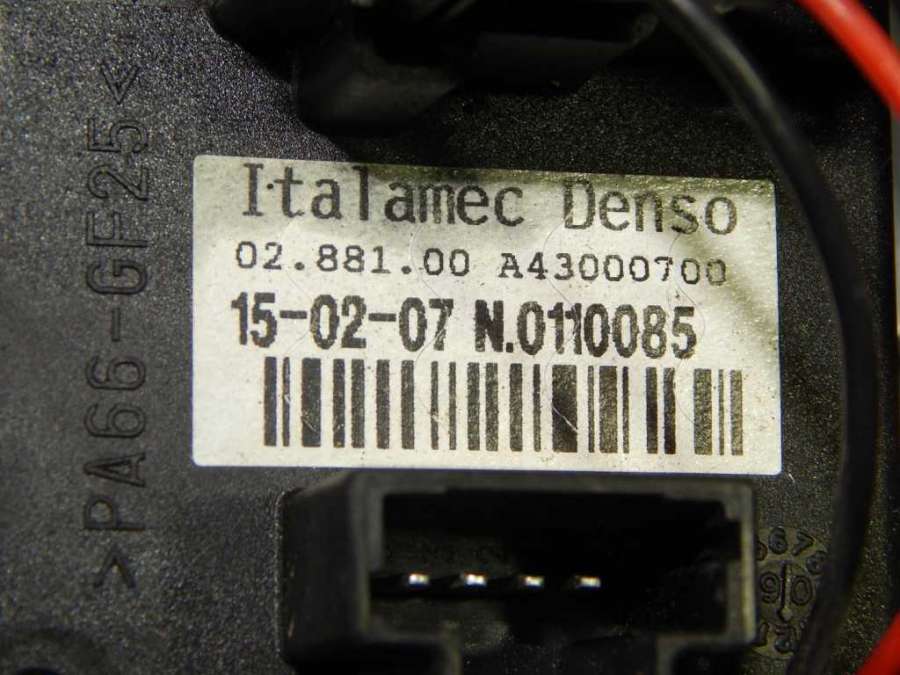 Italamec Denso
02.881.00 A43000700
15-02-07 N.0110085
>PA66-GF25<